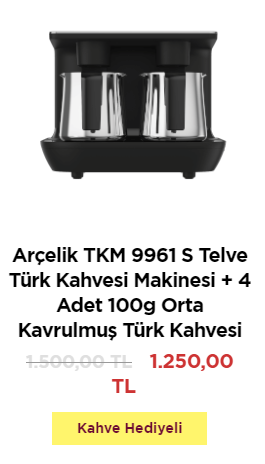 Arçelik TKM 9961 S Telve
Türk Kahvesi Makinesi + 4
Adet 100g Orta
Kavrulmuş Türk Kahvesi
1.500,00 TL 1.250,00
TL
Kahve Hediyeli